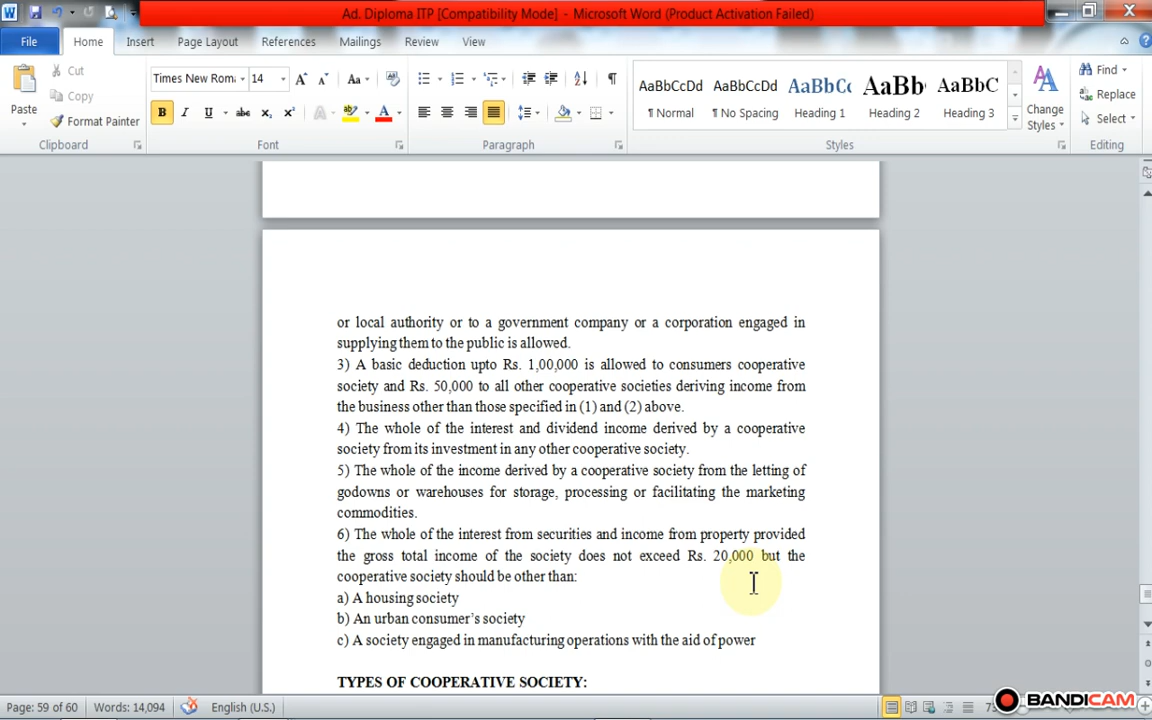 Ad. Diploma ITP [Compatibility Mode] - Microsoft Word (Product Activation Failed)
File Home Insert Page Layout References Mailings Review View
Cut
Copy
Paste
Format Painter
Clipboard
Times New Rom 14
Font
Paragraph
AaBbCcDd AaBbCcDd AaBbCc AaBb AaBbC
¶ Normal ¶ No Spacing Heading 1 Heading 2 Heading 3
Change Styles
Styles
Find
Replace
Select
Editing
or local authority or to a government company or a corporation engaged in
supplying them to the public is allowed.
3) A basic deduction upto Rs. 1,00,000 is allowed to consumers cooperative
society and Rs. 50,000 to all other cooperative societies deriving income from
the business other than those specified in (1) and (2) above.
4) The whole of the interest and dividend income derived by a cooperative
society from its investment in any other cooperative society.
5) The whole of the income derived by a cooperative society from the letting of
godowns or warehouses for storage, processing or facilitating the marketing
commodities.
6) The whole of the interest from securities and income from property provided
the gross total income of the society does not exceed Rs. 20,000 but the
cooperative society should be other than:
a) A housing society
b) An urban consumer's society
c) A society engaged in manufacturing operations with the aid of power
TYPES OF COOPERATIVE SOCIETY:
Page: 59 of 60 Words: 14,094 English (U.S.)
BANDICAM